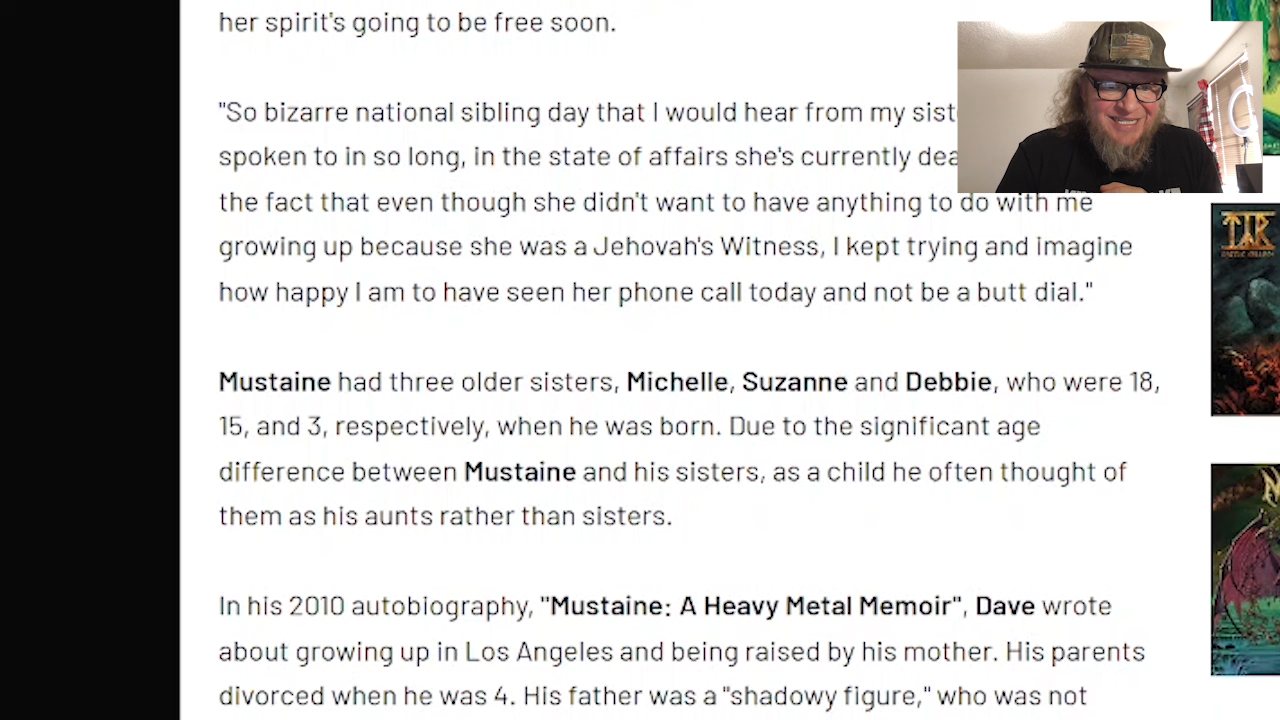 her spirit's going to be free soon.
"So bizarre national sibling day that I would hear from my
spoken to in so long, in the state of affairs she's currently
the fact that even though she didn't want to have anything to do with me
growing up because she was a Jehovah's Witness, I kept trying and imagine
how happy I am to have seen her phone call today and not be a butt dial."
Mustaine had three older sisters, Michelle, Suzanne and Debbie, who were 18,
15, and 3, respectively, when he was born. Due to the significant age
difference between Mustaine and his sisters, as a child he often thought of
them as his aunts rather than sisters.
In his 2010 autobiography, "Mustaine: A Heavy Metal Memoir", Dave wrote
about growing up in Los Angeles and being raised by his mother. His parents
divorced when he was 4. His father was a "shadowy figure," who was not